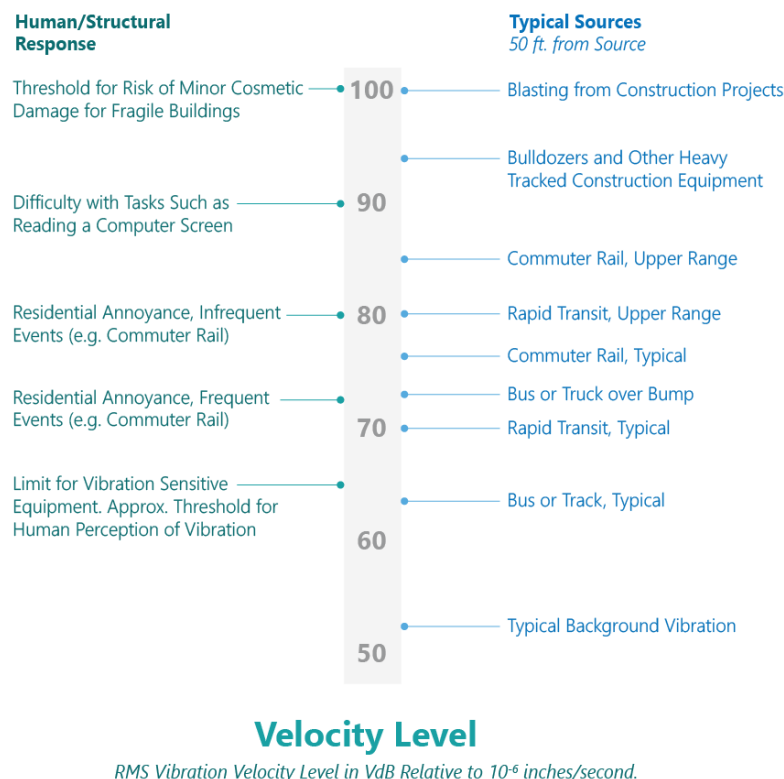 Human/Structural
Response
Typical Sources
50 ft. from Source
Threshold for Risk of Minor Cosmetic
Damage for Fragile Buildings
100
Blasting from Construction Projects
Bulldozers and Other Heavy
Tracked Construction Equipment
Difficulty with Tasks Such as
Reading a Computer Screen
90
Commuter Rail, Upper Range
Residential Annoyance, Infrequent
Events (e.g. Commuter Rail)
80
Rapid Transit, Upper Range
Commuter Rail, Typical
Residential Annoyance, Frequent
Events (e.g. Commuter Rail)
Bus or Truck over Bump
70
Rapid Transit, Typical
Limit for Vibration Sensitive
Equipment. Approx. Threshold for
Human Perception of Vibration
Bus or Track, Typical
60
Typical Background Vibration
50
Velocity Level
RMS Vibration Velocity Level in VdB Relative to 10⁻⁶ inches/second.